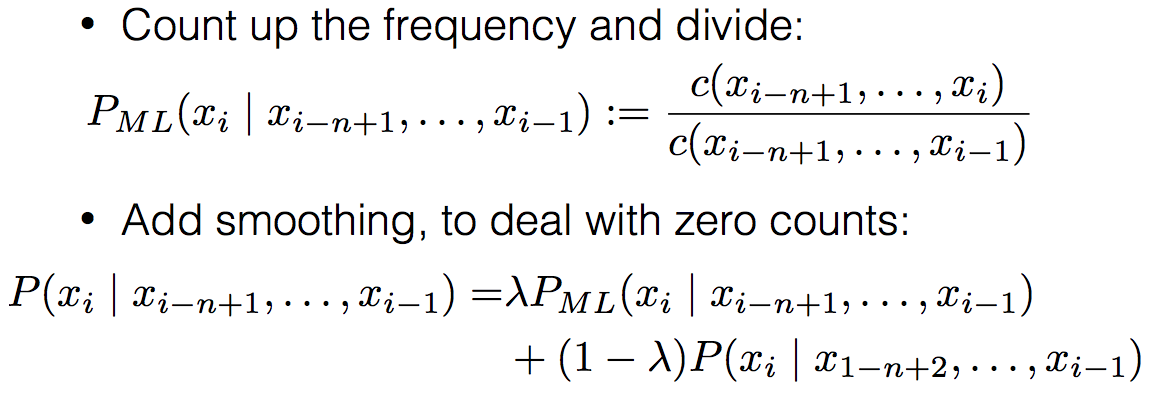 • Count up the frequency and divide:
P_{ML}(x_i | x_{i-n+1}, ..., x_{i-1}) := \frac{c(x_{i-n+1}, ..., x_i)}{c(x_{i-n+1}, ..., x_{i-1})}
• Add smoothing, to deal with zero counts:
P(x_i | x_{i-n+1}, ..., x_{i-1}) = λP_{ML}(x_i | x_{i-n+1}, ..., x_{i-1})
+ (1 − λ)P(x_i | x_{1-n+2}, ..., x_{i-1})